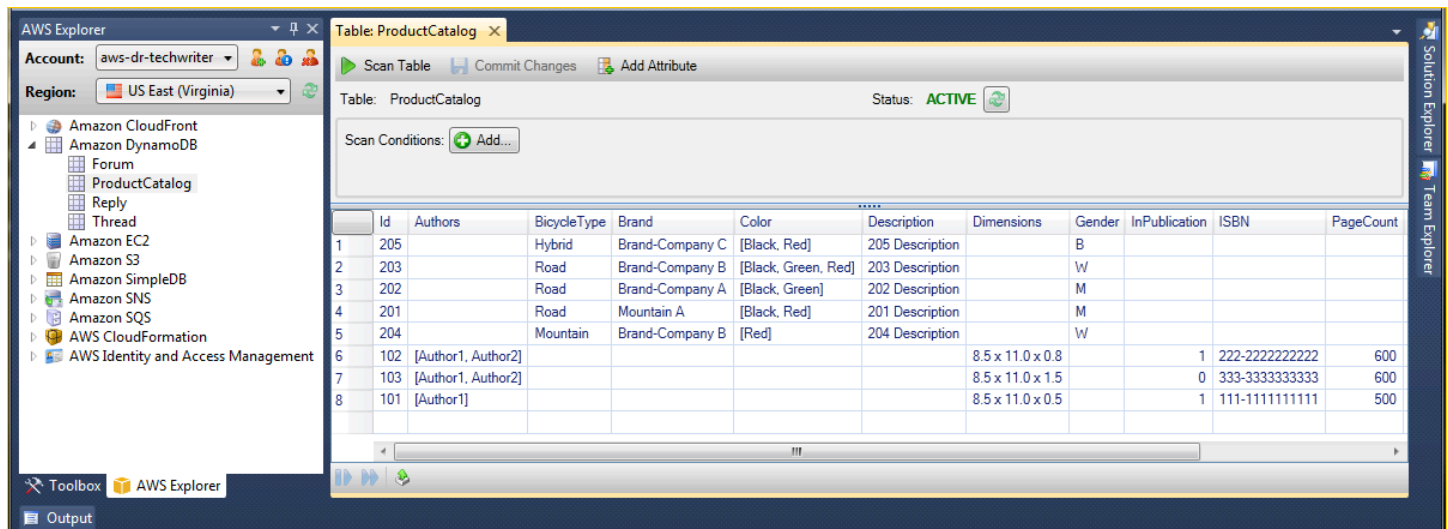 AWS Explorer
Account: aws-dr-techwriter
Region: US East (Virginia)
Amazon CloudFront
Amazon DynamoDB
Forum
ProductCatalog
Reply
Thread
Amazon EC2
Amazon S3
Amazon SimpleDB
Amazon SNS
Amazon SQS
AWS CloudFormation
AWS Identity and Access Management
Toolbox AWS Explorer
Output
Table: ProductCatalog
Scan Table Commit Changes Add Attribute
Table: ProductCatalog Status: ACTIVE
Scan Conditions: Add...
Id Authors BicycleType Brand Color Description Dimensions Gender InPublication ISBN PageCount
1 205 Hybrid Brand-Company C [Black, Red] 205 Description B
2 203 Road Brand-Company B [Black, Green, Red] 203 Description W
3 202 Road Brand-Company A [Black, Green] 202 Description M
4 201 Road Mountain A [Black, Red] 201 Description M
5 204 Mountain Brand-Company B [Red] 204 Description W
6 102 [Author1, Author2] 8.5 x 11.0 x 0.8 1 222-2222222222 600
7 103 [Author1, Author2] 8.5 x 11.0 x 1.5 0 333-3333333333 600
8 101 [Author1] 8.5 x 11.0 x 0.5 1 111-1111111111 500
Solution Explorer
Team Explorer